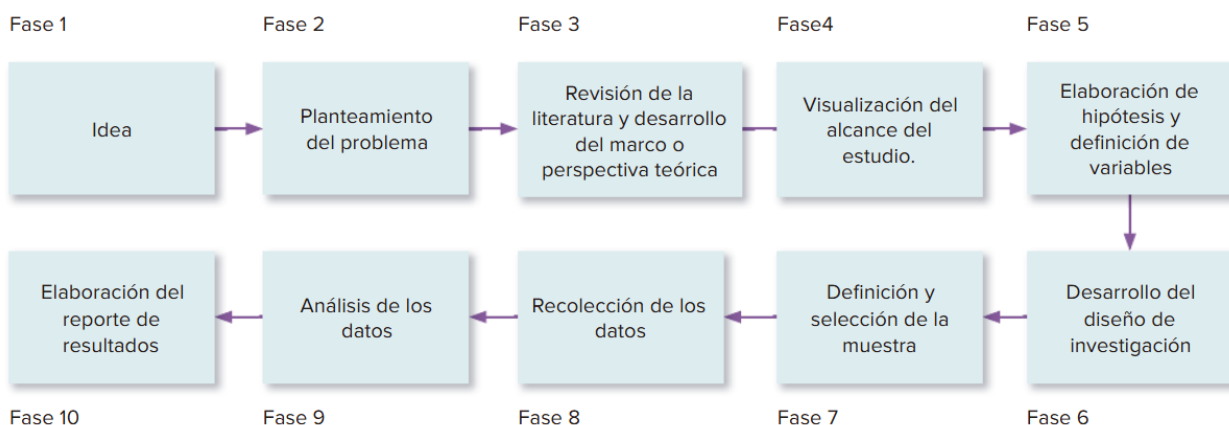 Fase 1
Fase 2
Fase 3
Fase4
Fase 5
Idea
Planteamiento
del problema
Revisión de la
literatura y desarrollo
del marco o
perspectiva teórica
Visualización del
alcance del
estudio.
Elaboración de
hipótesis y
definición de
variables
Desarrollo del
diseño de
investigación
Definición y
selección de la
muestra
Recolección de los
datos
Análisis de los
datos
Elaboración del
reporte de
resultados
Fase 10
Fase 9
Fase 8
Fase 7
Fase 6